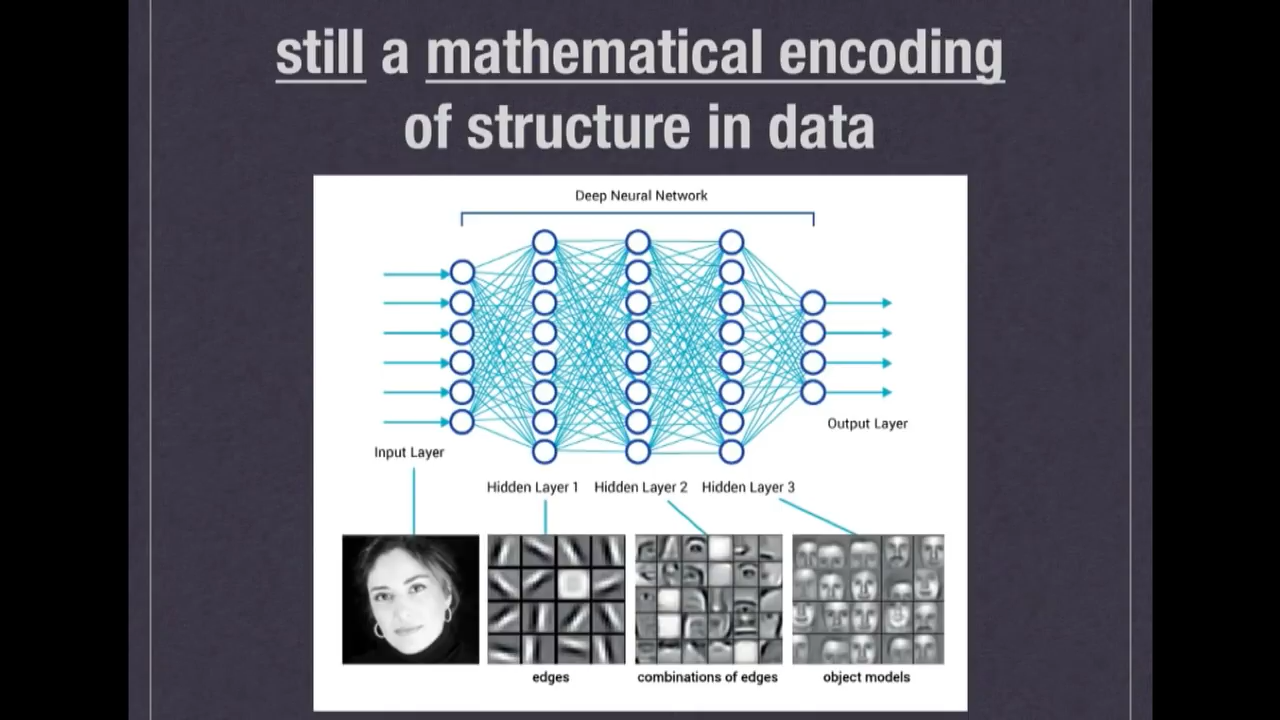 still a mathematical encoding
of structure in data
Deep Neural Network
Input Layer
Output Layer
Hidden Layer 1 Hidden Layer 2 Hidden Layer 3
edges
combinations of edges
object models